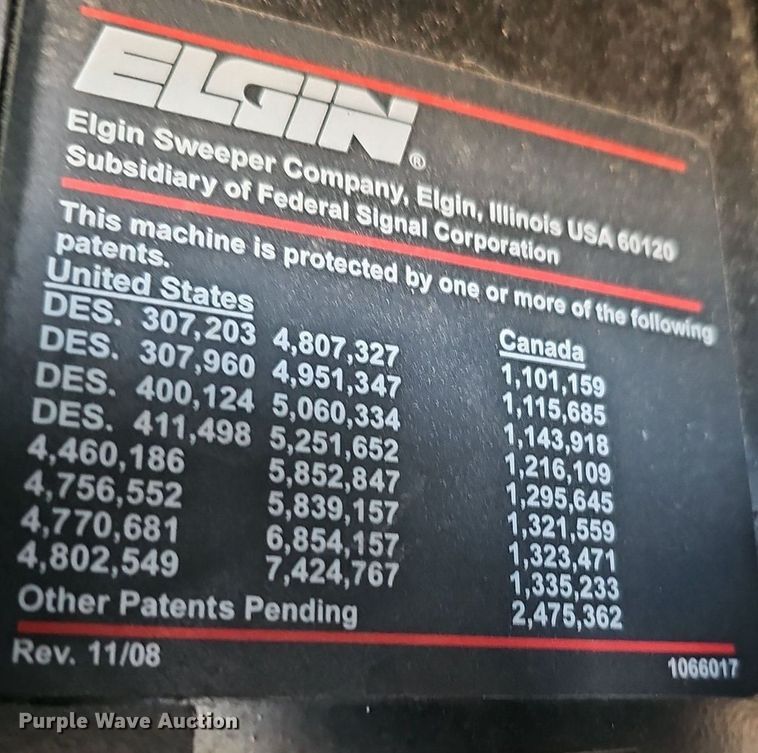 ELGIN®
Elgin Sweeper Company, Elgin, Illinois USA 60120
Subsidiary of Federal Signal Corporation
This machine is protected by one or more of the following
patents.
United States
DES. 307,203 4,807,327
DES. 307,960 4,951,347
DES. 400,124 5,060,334
DES. 411,498 5,251,652
4,460,186 5,852,847
4,756,552 5,839,157
4,770,681 6,854,157
4,802,549 7,424,767
Canada
1,101,159
1,115,685
1,143,918
1,216,109
1,295,645
1,321,559
1,323,471
1,335,233
2,475,362
Other Patents Pending
Rev. 11/08
1066017
Purple Wave Auction